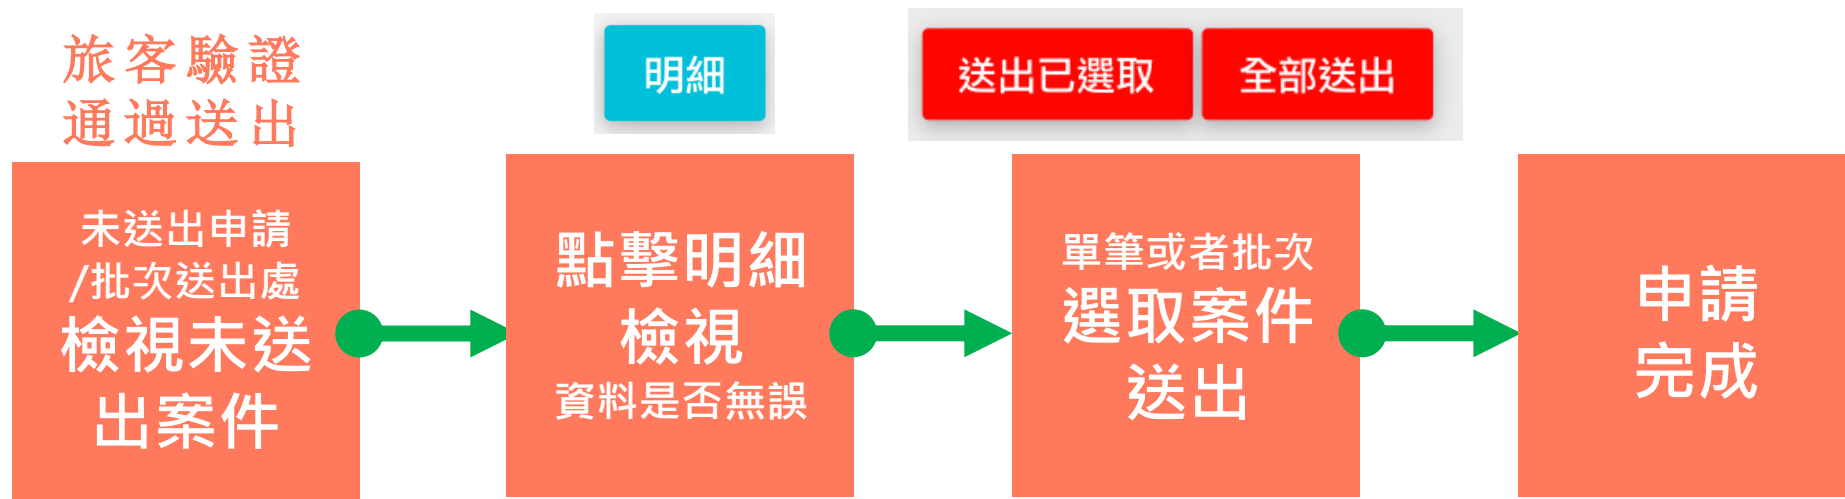 旅客驗證
通過送出
明細
送出已選取
全部送出
未送出申請
/批次送出處
檢視未送
出案件
點擊明細
檢視
資料是否無誤
單筆或者批次
選取案件
送出
申請
完成